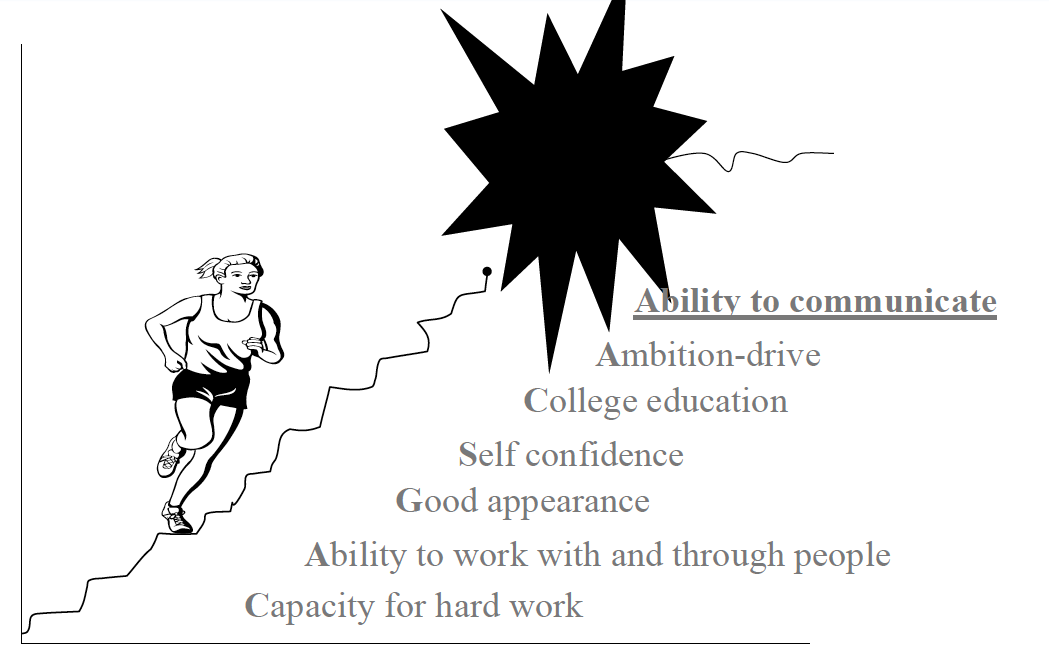 Ability to communicate
Ambition-drive
College education
Self confidence
Good appearance
Ability to work with and through people
Capacity for hard work